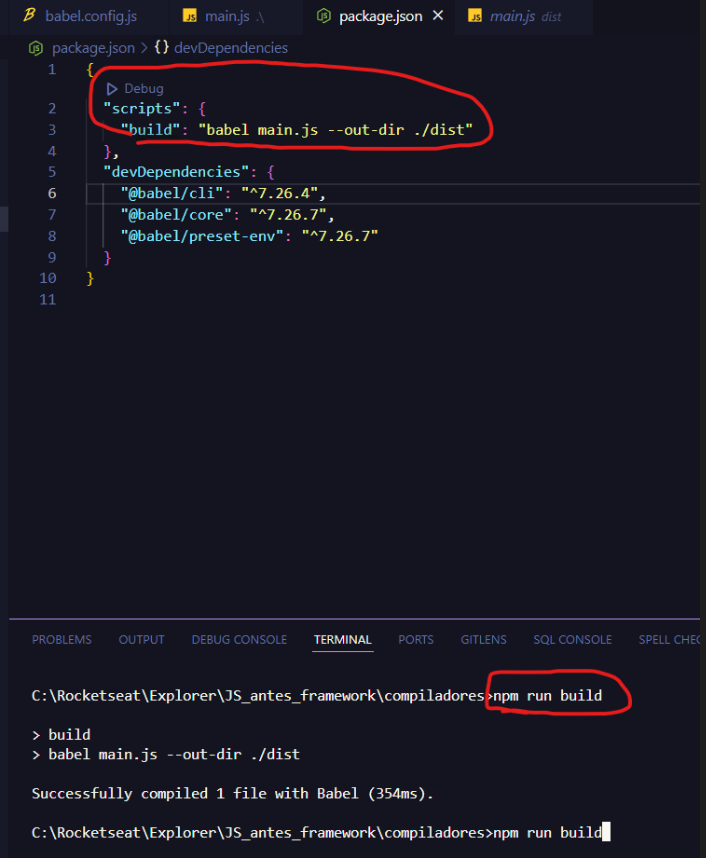 babel.config.js JS main.js .\ package.json JS main.js dist
package.json > {} devDependencies
1 {
Debug
2 "scripts": {
3 "build": "babel main.js --out-dir ./dist"
4 },
5 "devDependencies": {
6 "@babel/cli": "^7.26.4",
7 "@babel/core": "^7.26.7",
8 "@babel/preset-env": "^7.26.7"
9 }
10 }
11
PROBLEMS OUTPUT DEBUG CONSOLE TERMINAL PORTS GITLENS SQL CONSOLE SPELL CHEC
C:\Rocketseat\Explorer\JS_antes_framework\compiladores>npm run build
> build
> babel main.js --out-dir ./dist
Successfully compiled 1 file with Babel (354ms).
C:\Rocketseat\Explorer\JS_antes_framework\compiladores>npm run build